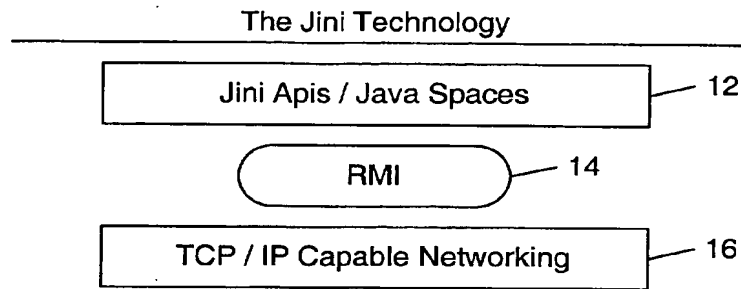 The Jini Technology
Jini Apis / Java Spaces
12
RMI
14
TCP / IP Capable Networking
16